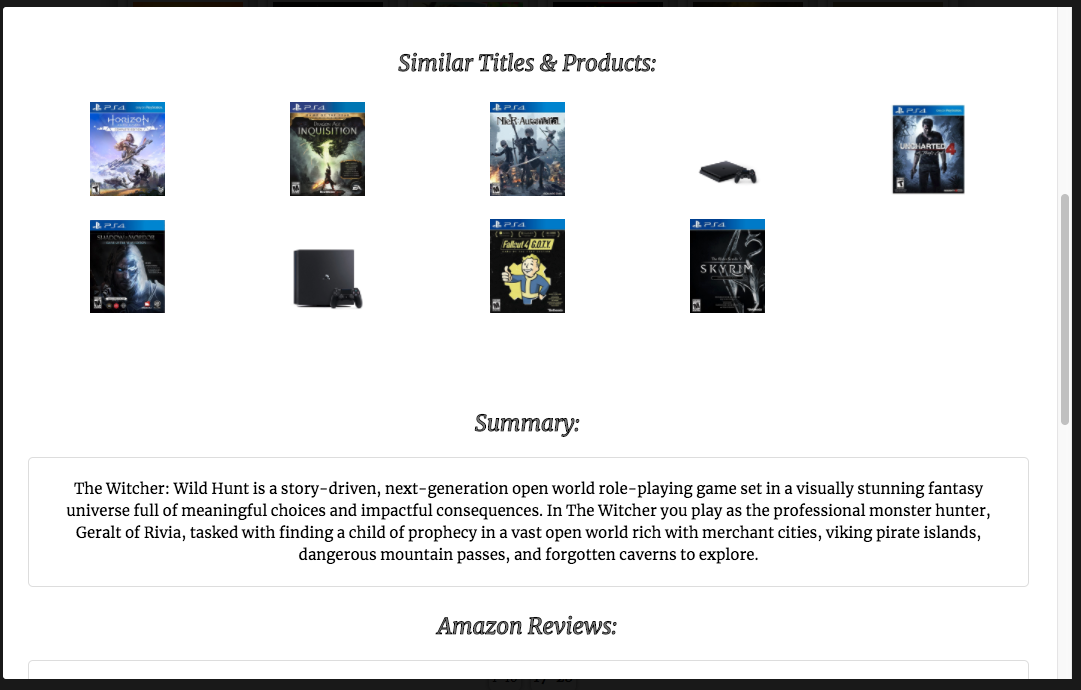 Similar Titles & Products:
PS4
HORIZON
PS4
DRAGON AGE
INQUISITION
PS4
NieR:Automata
PS4
UNCHARTED 4
PS4
SHADOW MORDOR
PS4
Fallout 4 G.O.T.Y.
PS4
SKYRIM
Summary:
The Witcher: Wild Hunt is a story-driven, next-generation open world role-playing game set in a visually stunning fantasy
universe full of meaningful choices and impactful consequences. In The Witcher you play as the professional monster hunter,
Geralt of Rivia, tasked with finding a child of prophecy in a vast open world rich with merchant cities, viking pirate islands,
dangerous mountain passes, and forgotten caverns to explore.
Amazon Reviews: